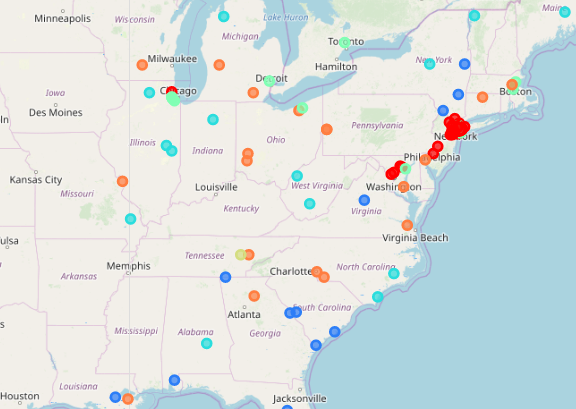 Minneapolis
Wisconsin
Lake Huron
Main
Michigan
Toronto
Milwaukee
Hamilton
New York
Detroit
Chicago
Boston
Iowa
Des Moines
In
Pennsylvania
New York
Illinois
Indiana
Ohio
Philadelphia
Kansas City
Missouri
Louisville
West Virginia
Washington
Kentucky
Virginia
Virginia Beach
ulsa
Tennessee
Memphis
Charlotte
North Carolina
Arkansas
Atlanta
South Carolina
s
Mississippi
Alabama
Georgia
Louisiana
Houston
Jacksonville